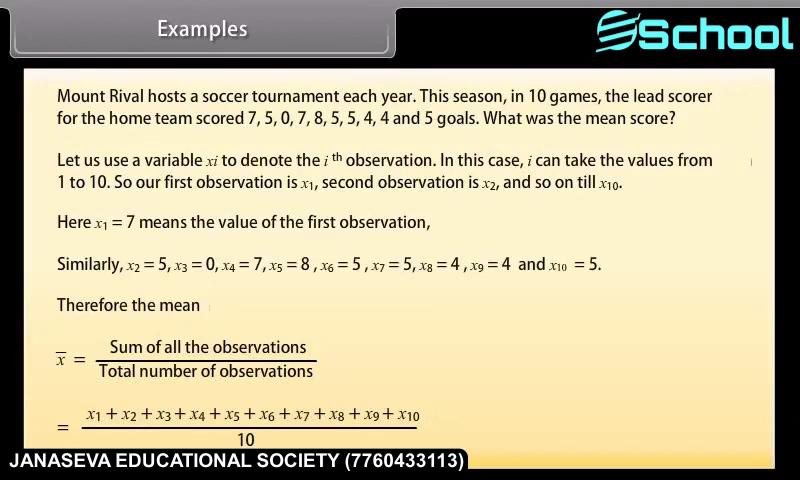 Examples
School
Mount Rival hosts a soccer tournament each year. This season, in 10 games, the lead scorer
for the home team scored 7, 5, 0, 7, 8, 5, 5, 4, 4 and 5 goals. What was the mean score?
Let us use a variable xi to denote the i th observation. In this case, i can take the values from
1 to 10. So our first observation is x₁, second observation is x₂, and so on till x₁₀.
Here x₁ = 7 means the value of the first observation,
Similarly, x₂ = 5, x₃ = 0, x₄ = 7, x₅ = 8 , x₆ = 5 , x₇ = 5, x₈ = 4 , x₉ = 4 and x₁₀ = 5.
Therefore the mean
x̅ = Sum of all the observations
Total number of observations
= x₁ + x₂ + x₃ + x₄ + x₅ + x₆ + x₇ + x₈ + x₉ + x₁₀
10
JANASEVA EDUCATIONAL SOCIETY (7760433113)